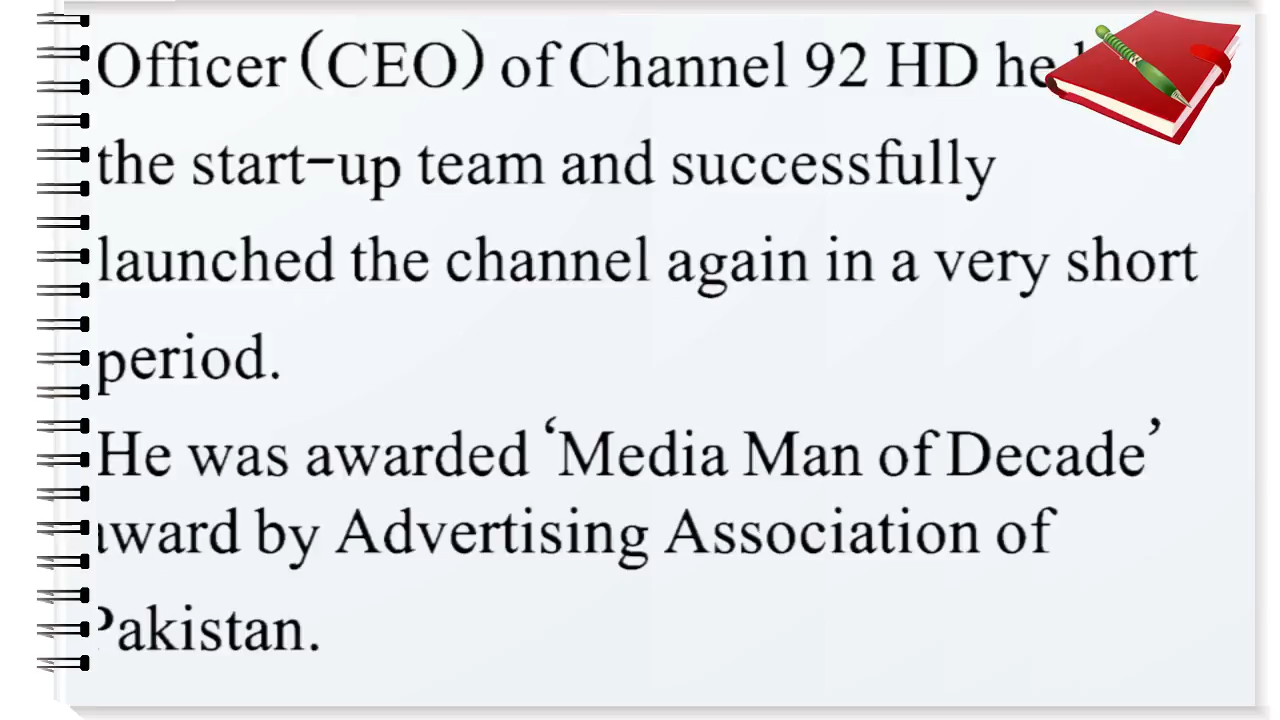 Officer (CEO) of Channel 92 HD he
the start-up team and successfully
launched the channel again in a very short
period.
He was awarded ‘Media Man of Decade’
award by Advertising Association of
Pakistan.